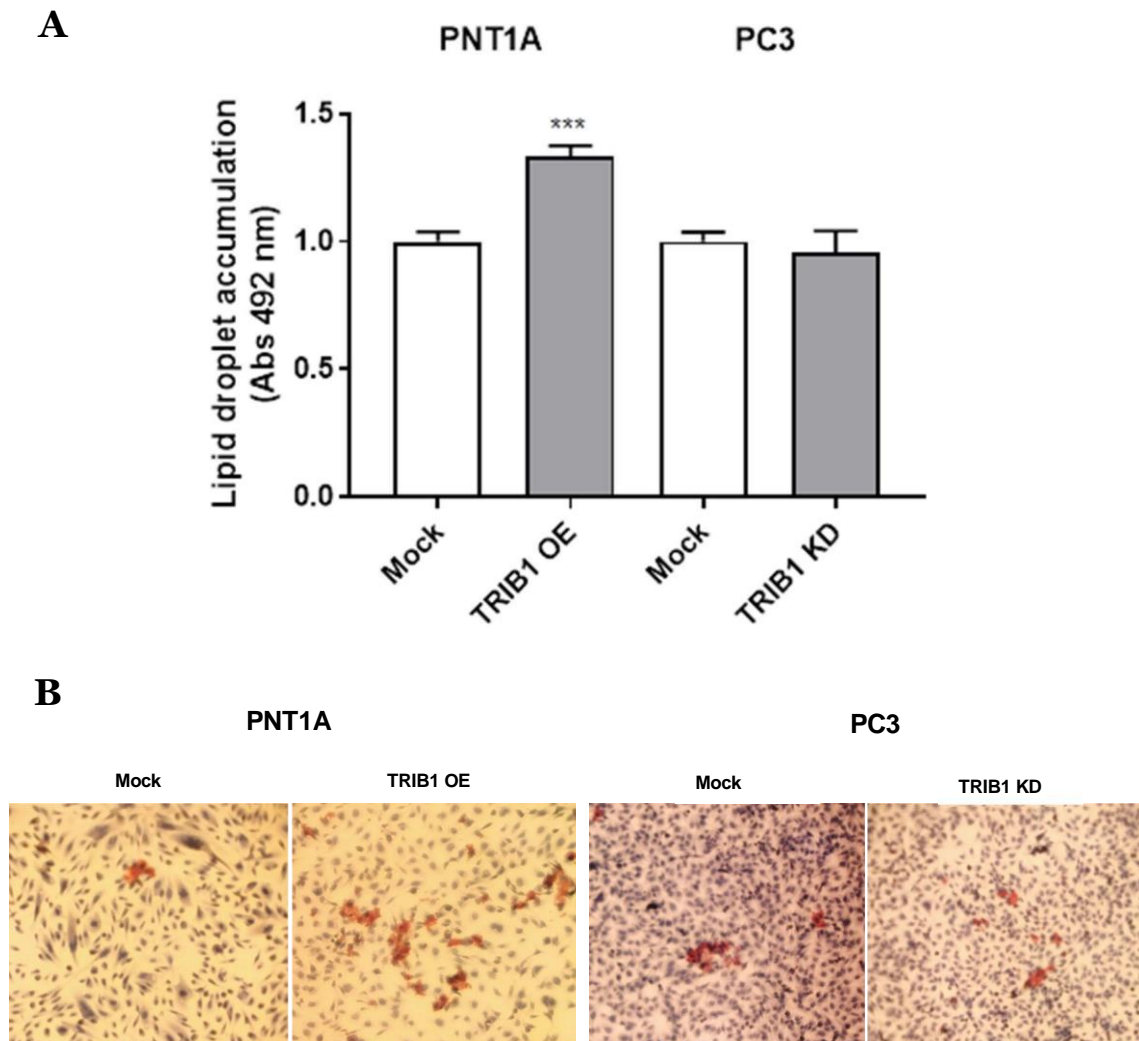 A
PNT1A PC3
Lipid droplet accumulation
(Abs 492 nm)
1.5
1.0
0.5
0.0
***
Mock
TRIB1 OE
Mock
TRIB1 KD
B
PNT1A PC3
Mock TRIB1 OE Mock TRIB1 KD